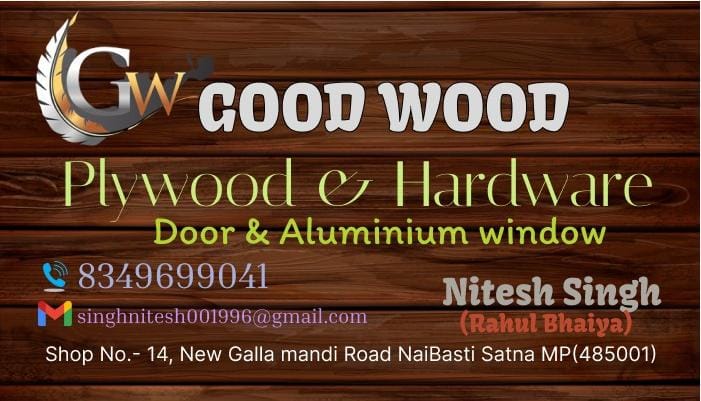 GW GOOD WOOD
Plywood & Hardware
Door & Aluminium window
8349699041
singhnitesh001996@gmail.com
Nitesh Singh
(Rahul Bhaiya)
Shop No.- 14, New Galla mandi Road NaiBasti Satna MP(485001)